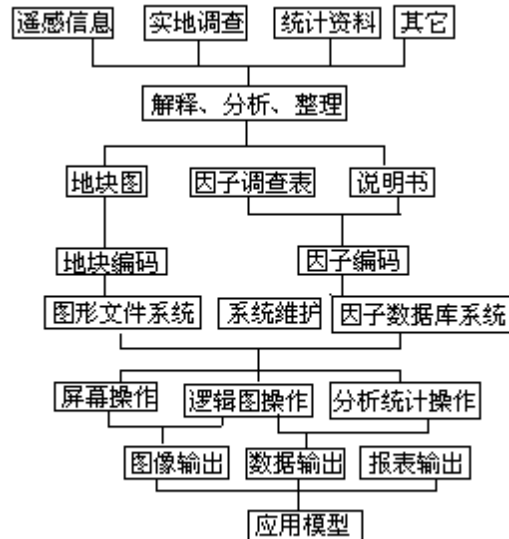 遥感信息 实地调查 统计资料 其它
解释、分析、整理
地块图 因子调查表 说明书
地块编码 因子编码
图形文件系统 系统维护 因子数据库系统
屏幕操作 逻辑图操作 分析统计操作
图像输出 数据输出 报表输出
应用模型